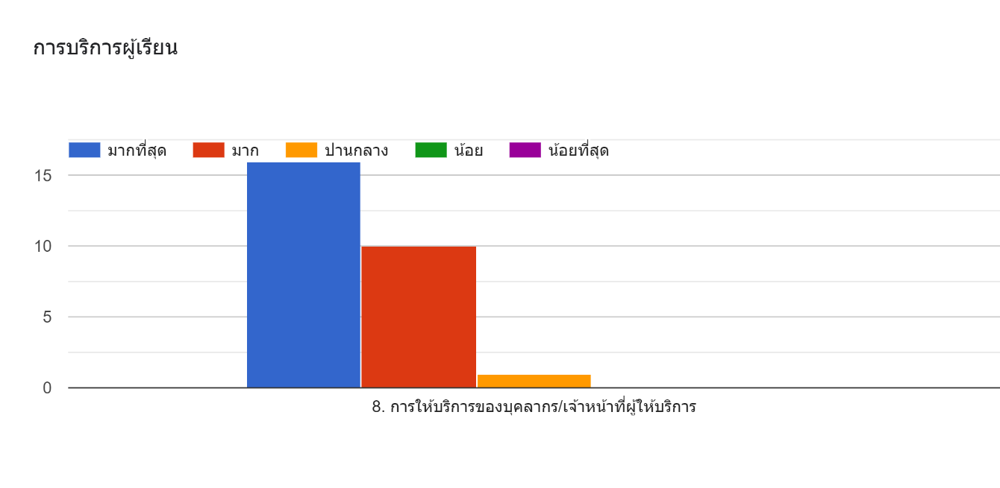 การบริการผู้เรียน
มากที่สุด มาก ปานกลาง น้อย น้อยที่สุด
15
10
5
0
8. การให้บริการของบุคลากร/เจ้าหน้าที่ผู้ให้บริการ